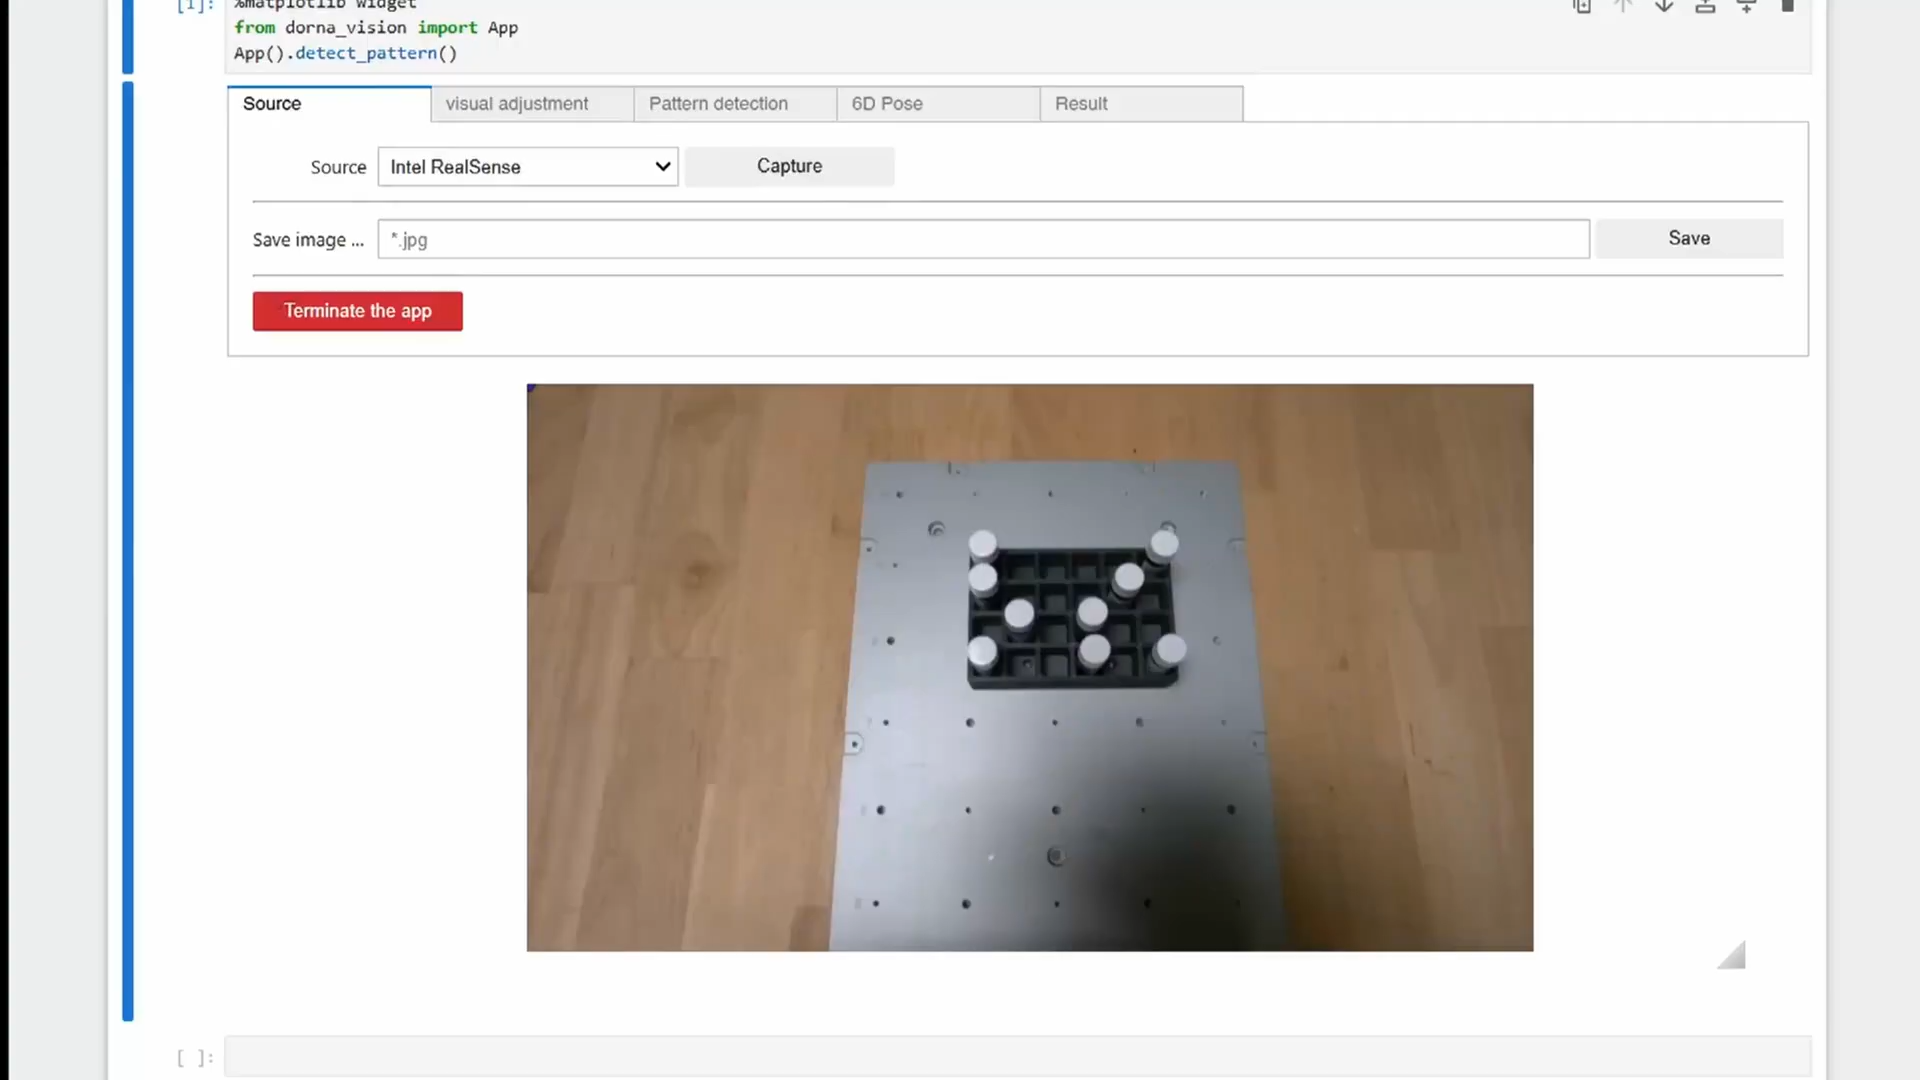 [1]:
%matplotlib widget
from dorna_vision import App
App().detect_pattern()
Source
visual adjustment
Pattern detection
6D Pose
Result
Source
Intel RealSense
Capture
Save image ...
*.jpg
Save
Terminate the app
[ ]: